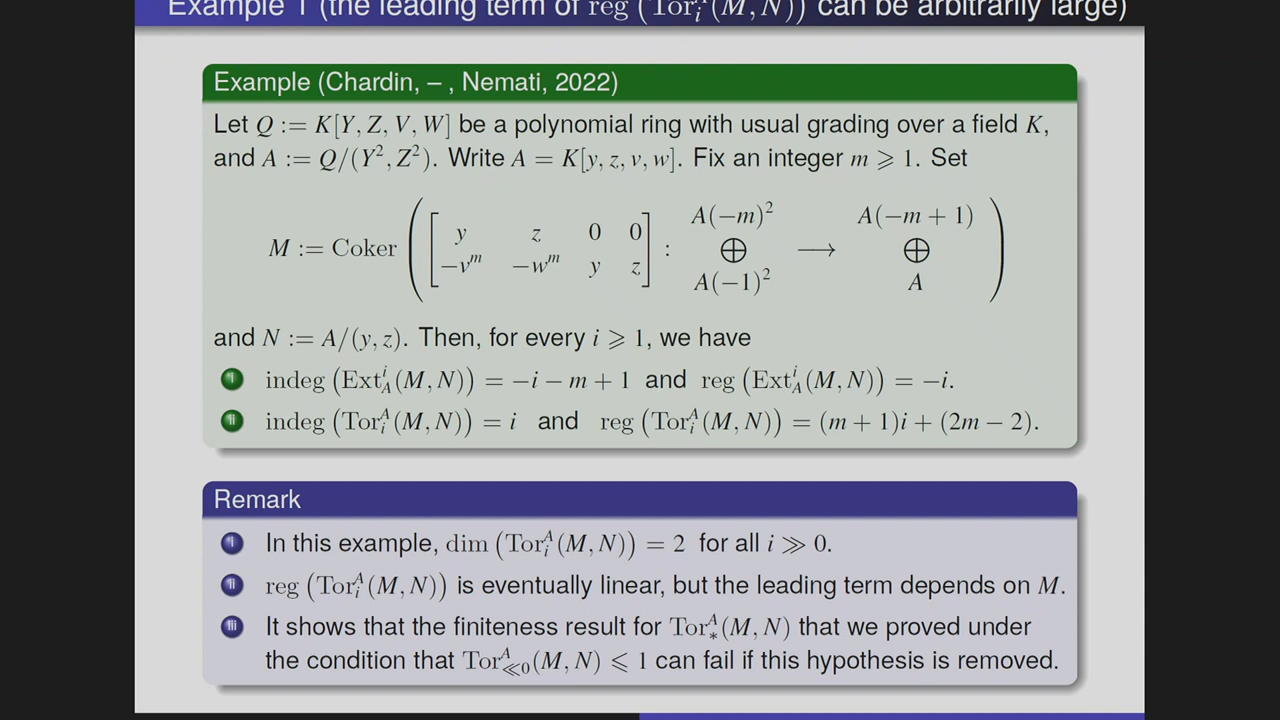 Example 1 (the leading term of reg (Tor_i^A(M, N)) can be arbitrarily large)
Example (Chardin, – , Nemati, 2022)
Let Q := K[Y, Z, V, W] be a polynomial ring with usual grading over a field K,
and A := Q/(Y², Z²). Write A = K[y, z, v, w]. Fix an integer m ⩾ 1. Set
A(−m)² A(−m + 1)
y z 0 0
M := Coker ( [ ] : ⊕ ⟶ ⊕ )
−v^m −w^m y z
A(−1)² A
and N := A/(y, z). Then, for every i ⩾ 1, we have
i indeg (Ext_A^i(M, N)) = −i − m + 1 and reg (Ext_A^i(M, N)) = −i.
ii indeg (Tor_i^A(M, N)) = i and reg (Tor_i^A(M, N)) = (m + 1)i + (2m − 2).
Remark
i In this example, dim (Tor_i^A(M, N)) = 2 for all i ≫ 0.
ii reg (Tor_i^A(M, N)) is eventually linear, but the leading term depends on M.
iii It shows that the finiteness result for Tor_*^A(M, N) that we proved under
the condition that Tor_{≪0}^A(M, N) ⩽ 1 can fail if this hypothesis is removed.